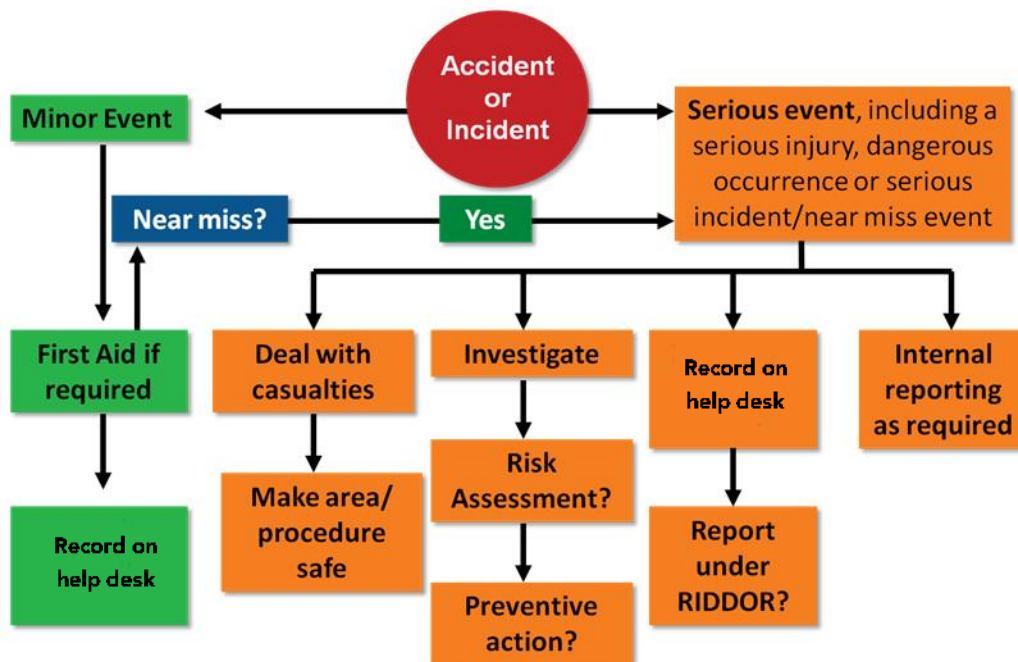 Accident
or
Incident
Minor Event
Serious event, including a
serious injury, dangerous
occurrence or serious
incident/near miss event
Near miss?
Yes
First Aid if
required
Deal with
casualties
Investigate
Record on
help desk
Internal
reporting
as required
Record on
help desk
Make area/
procedure
safe
Risk
Assessment?
Report
under
RIDDOR?
Preventive
action?